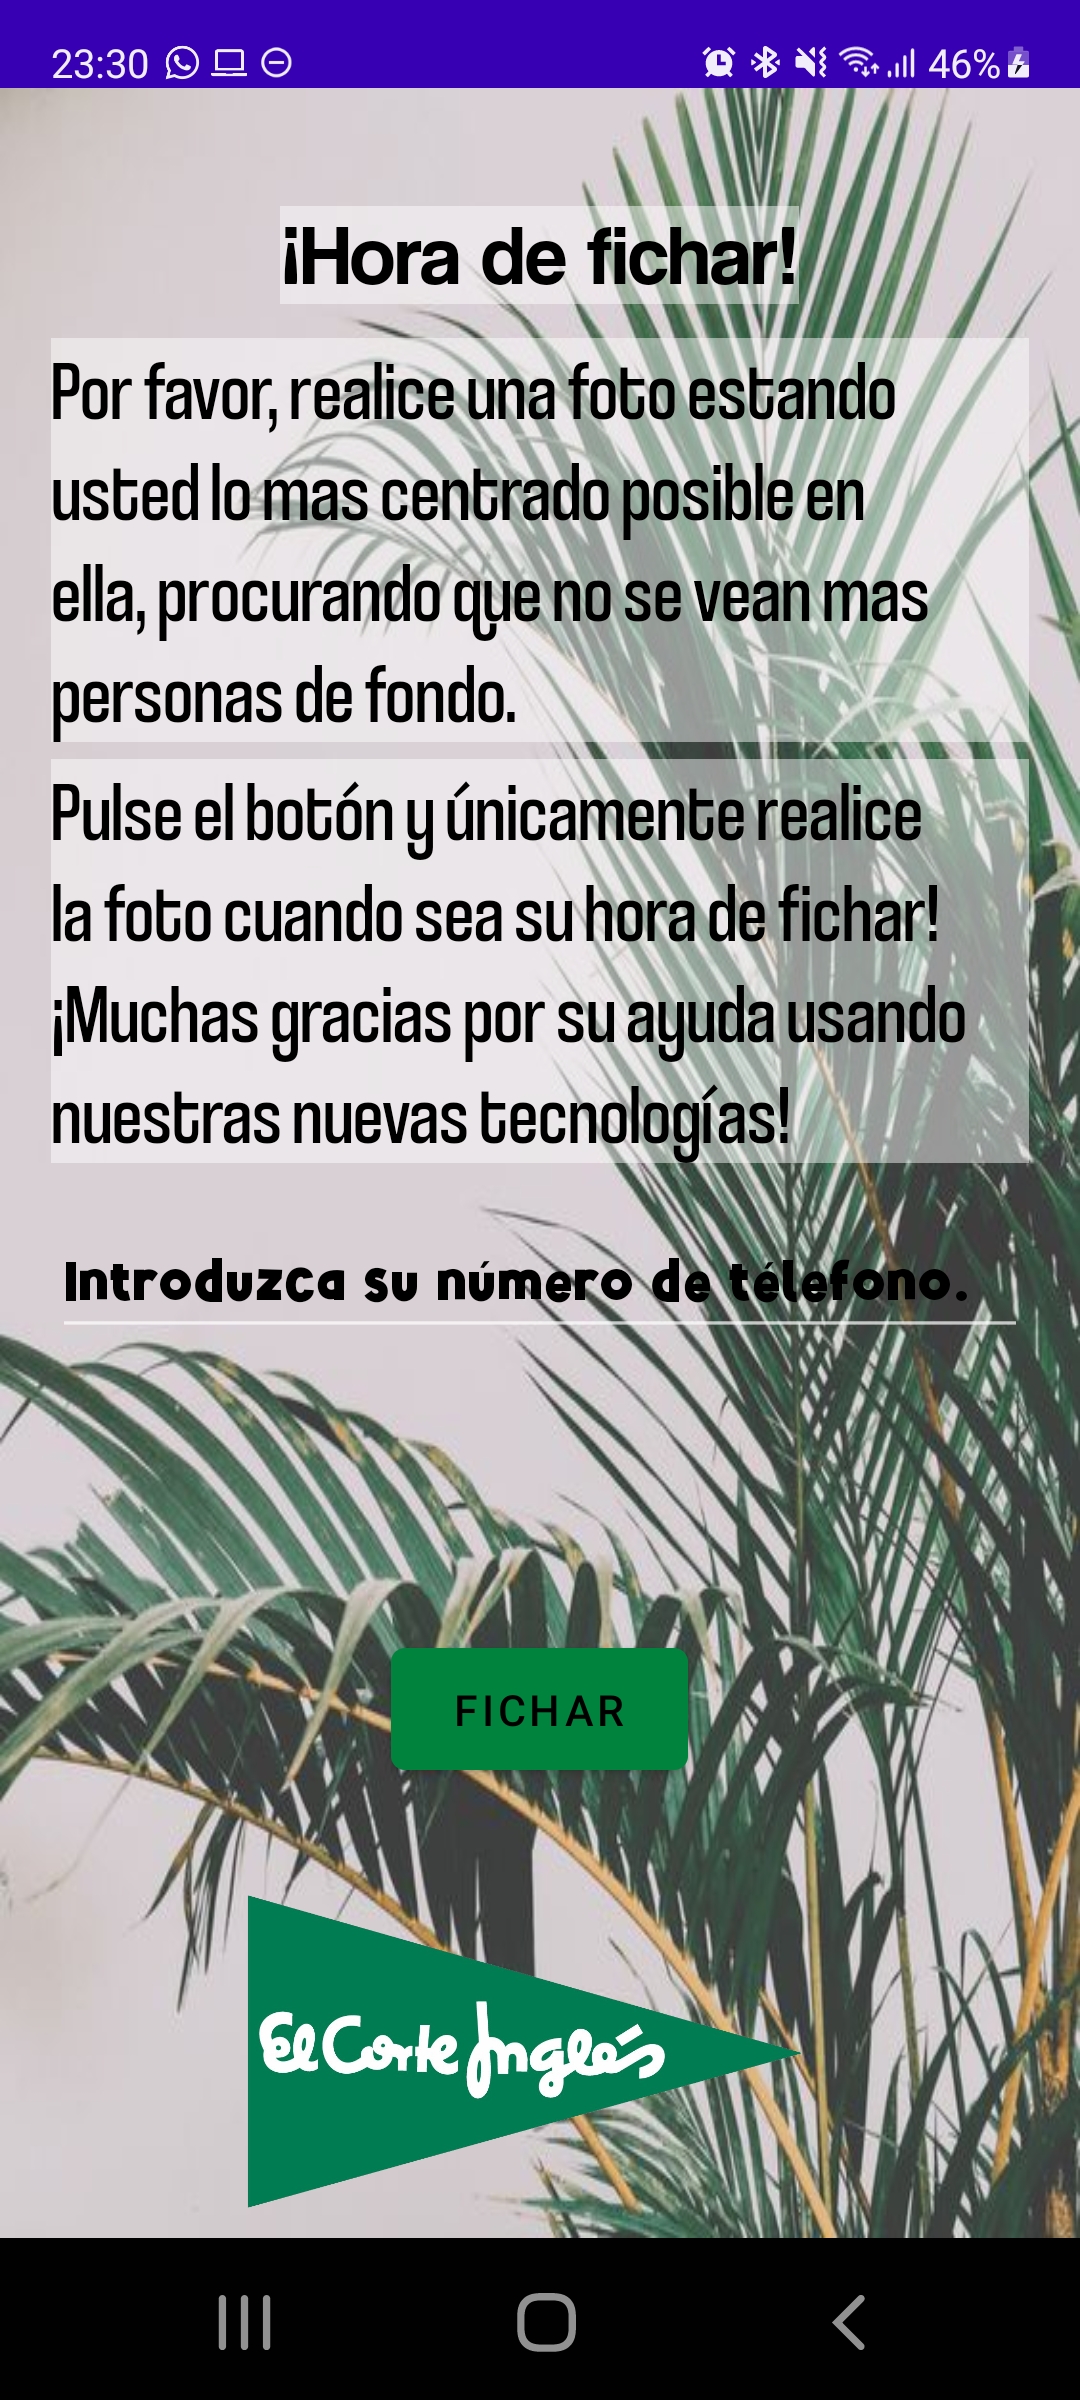 23:30
46%
¡Hora de fichar!
Por favor, realice una foto estando
usted lo mas centrado posible en
ella, procurando que no se vean mas
personas de fondo.
Pulse el botón y únicamente realice
la foto cuando sea su hora de fichar!
¡Muchas gracias por su ayuda usando
nuestras nuevas tecnologías!
Introduzca su número de télefono.
FICHAR
El Corte Inglés